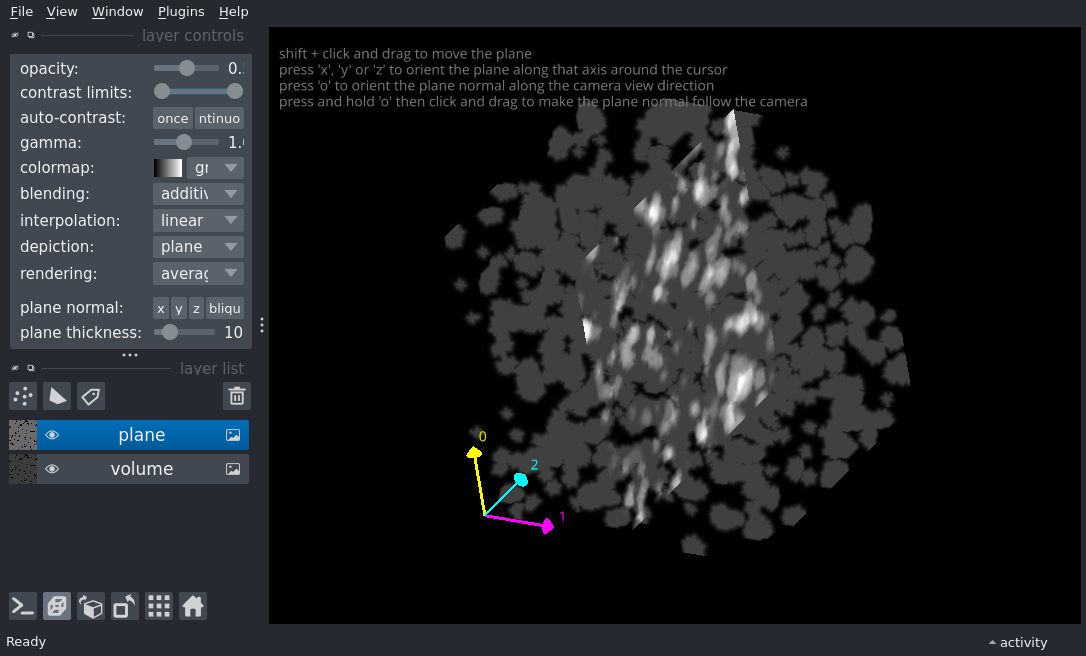 File View Window Plugins Help
layer controls
opacity: 0.
contrast limits:
auto-contrast: once ntinuo
gamma: 1.0
colormap: gr
blending: additiv
interpolation: linear
depiction: plane
rendering: averag
plane normal: x y z bliqu
plane thickness: 10
layer list
plane
volume
shift + click and drag to move the plane
press 'x', 'y' or 'z' to orient the plane along that axis around the cursor
press 'o' to orient the plane normal along the camera view direction
press and hold 'o' then click and drag to make the plane normal follow the camera
0
2
1
Ready
activity